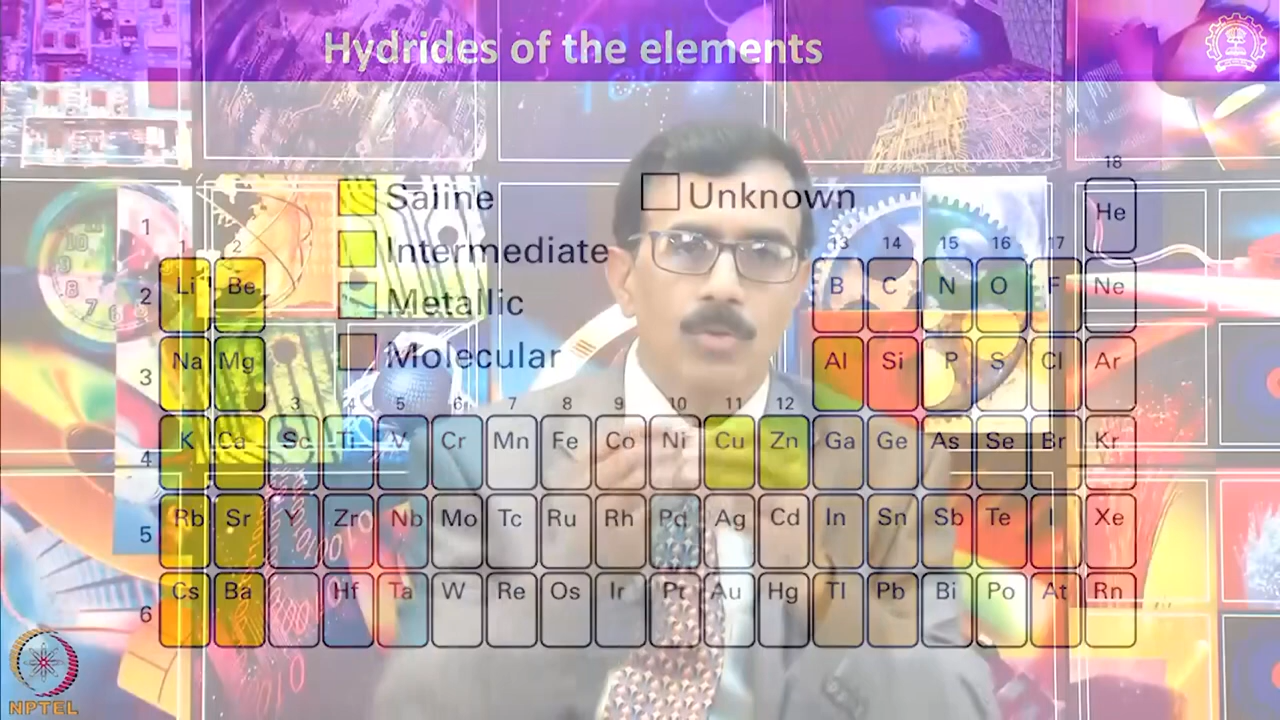 Hydrides of the elements
Saline
Unknown
Intermediate
Metallic
Molecular
18
1 He
1 2 13 14 15 16 17
2 Li Be B C N O F Ne
3 Na Mg Al Si P S Cl Ar
3 4 5 6 7 8 9 10 11 12
4 K Ca Sc Ti V Cr Mn Fe Co Ni Cu Zn Ga Ge As Se Br Kr
5 Rb Sr Y Zr Nb Mo Tc Ru Rh Pd Ag Cd In Sn Sb Te I Xe
6 Cs Ba Hf Ta W Re Os Ir Pt Au Hg Tl Pb Bi Po At Rn
NPTEL